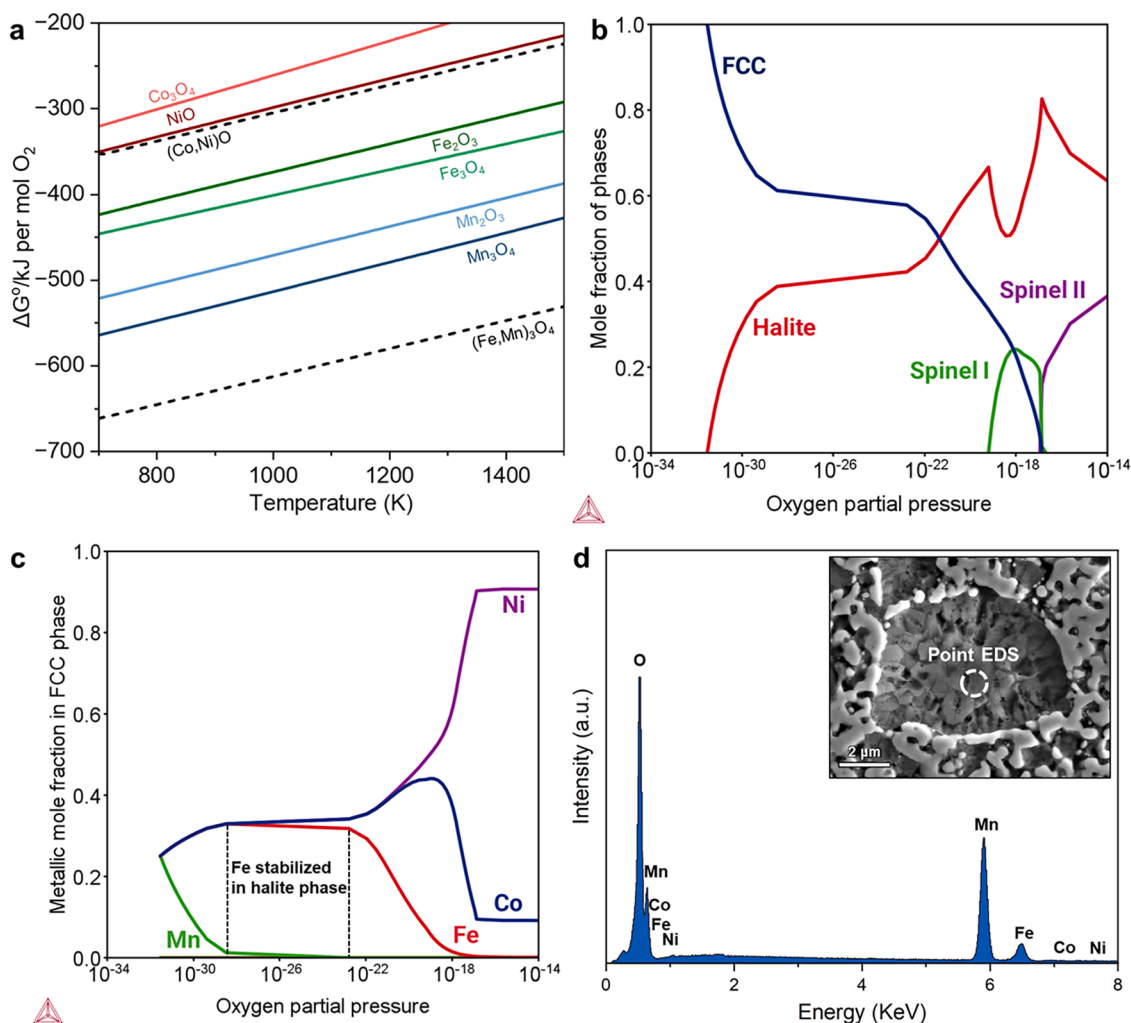 a
ΔG°/kJ per mol O₂
−200
−300
−400
−500
−600
−700
Co₃O₄
NiO
(Co,Ni)O
Fe₂O₃
Fe₃O₄
Mn₂O₃
Mn₃O₄
(Fe,Mn)₃O₄
800 1000 1200 1400
Temperature (K)
b
Mole fraction of phases
1.0
0.8
0.6
0.4
0.2
0.0
FCC
Halite
Spinel I
Spinel II
10⁻³⁴ 10⁻³⁰ 10⁻²⁶ 10⁻²² 10⁻¹⁸ 10⁻¹⁴
Oxygen partial pressure
c
Metallic mole fraction in FCC phase
1.0
0.8
0.6
0.4
0.2
0.0
Ni
Fe stabilized
in halite phase
Mn
Fe
Co
10⁻³⁴ 10⁻³⁰ 10⁻²⁶ 10⁻²² 10⁻¹⁸ 10⁻¹⁴
Oxygen partial pressure
d
Intensity (a.u.)
O
Mn
Co
Fe
Ni
Point EDS
2 μm
Mn
Fe
Co
Ni
0 2 4 6 8
Energy (KeV)